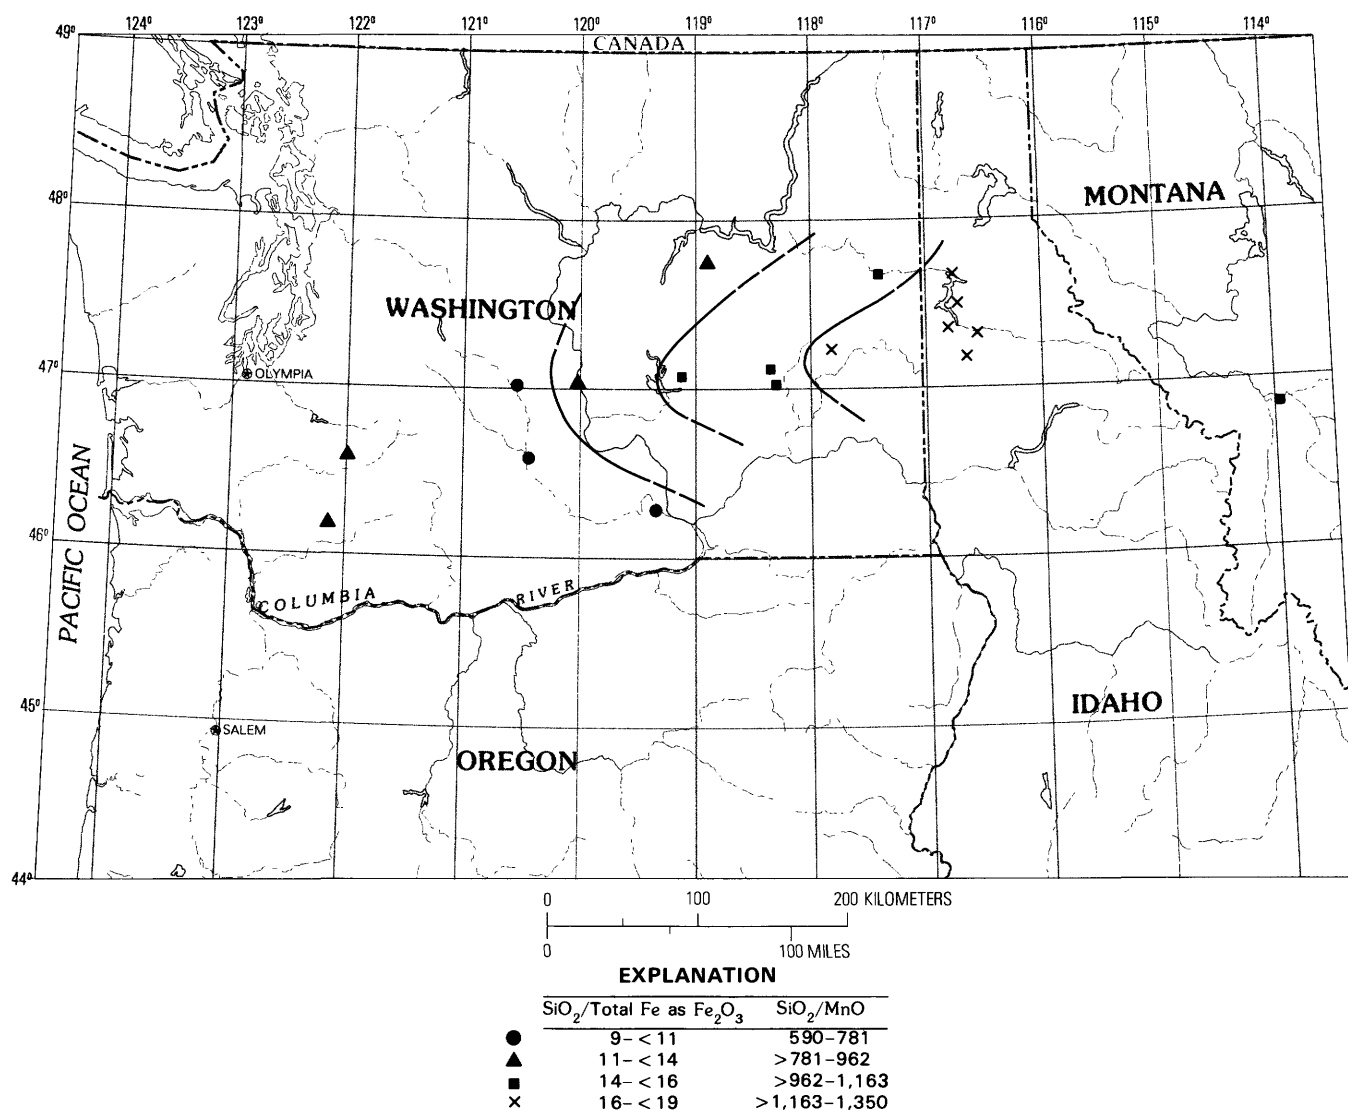 124° 123° 122° 121° 120° 119° 118° 117° 116° 115° 114°
49°
CANADA
48°
MONTANA
WASHINGTON
47°
OLYMPIA
PACIFIC OCEAN
46°
COLUMBIA RIVER
45°
SALEM
IDAHO
OREGON
44°
0 100 200 KILOMETERS
0 100 MILES
EXPLANATION
SiO2/Total Fe as Fe2O3 SiO2/MnO
9-<11 590-781
11-<14 >781-962
14-<16 >962-1,163
16-<19 >1,163-1,350